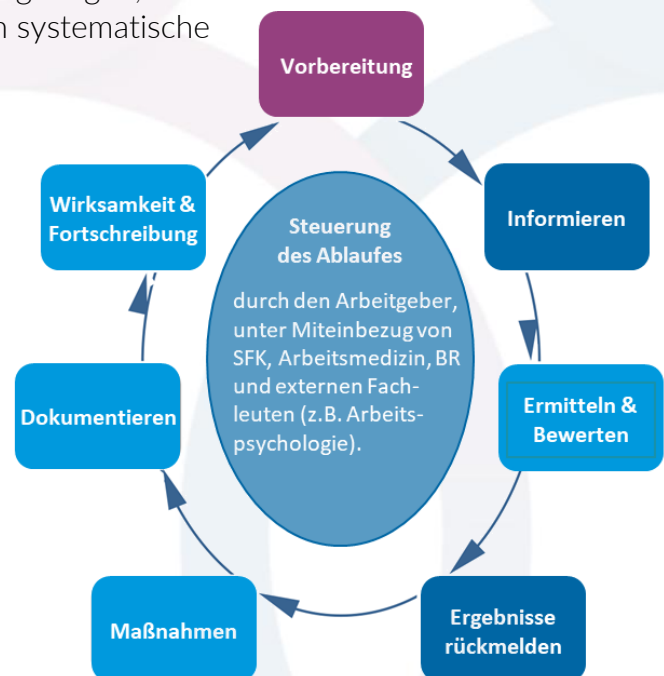 n systematische
Vorbereitung
Informieren
Ermitteln &
Bewerten
Ergebnisse
rückmelden
Maßnahmen
Dokumentieren
Wirksamkeit &
Fortschreibung
Steuerung
des Ablaufes
durch den Arbeitgeber,
unter Miteinbezug von
SFK, Arbeitsmedizin, BR
und externen Fach-
leuten (z.B. Arbeits-
psychologie).